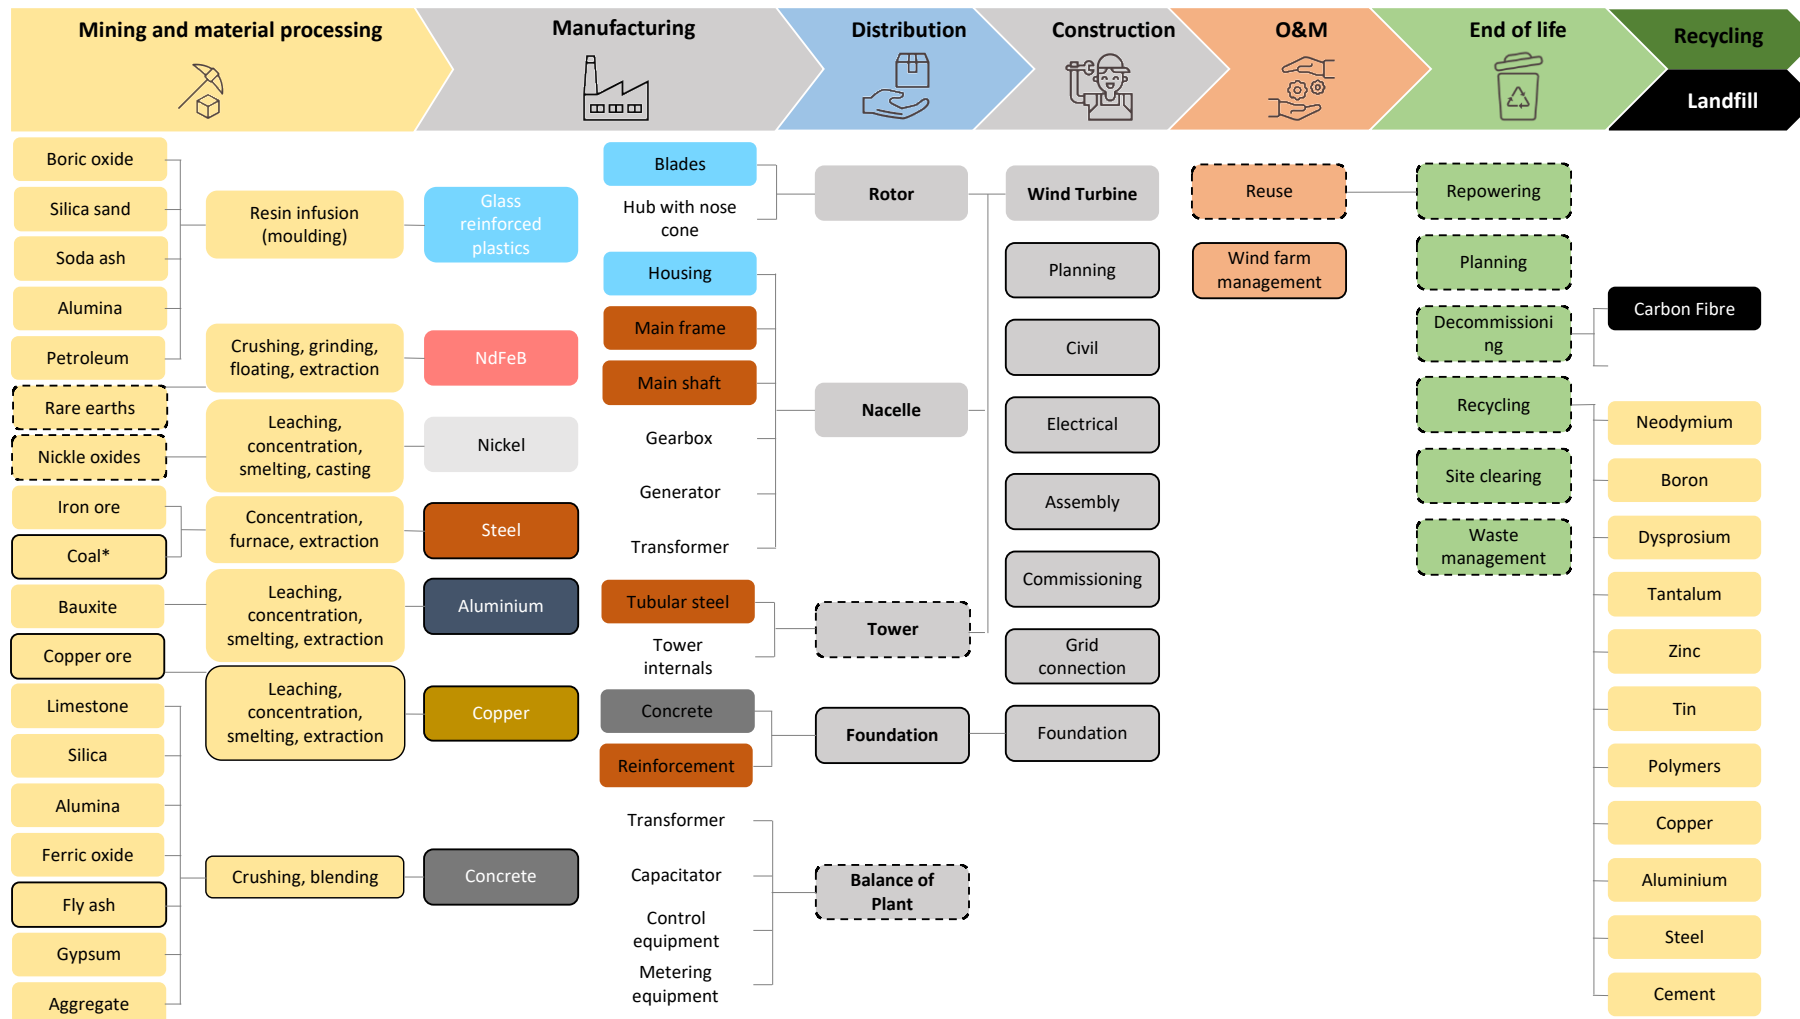 Mining and material processing
Manufacturing
Distribution
Construction
O&M
End of life
Recycling
Landfill
Boric oxide
Silica sand
Soda ash
Alumina
Petroleum
Rare earths
Nickle oxides
Iron ore
Coal*
Bauxite
Copper ore
Limestone
Silica
Alumina
Ferric oxide
Fly ash
Gypsum
Aggregate
Resin infusion
(moulding)
Crushing, grinding,
floating, extraction
Leaching,
concentration,
smelting, casting
Concentration,
furnace, extraction
Leaching,
concentration,
smelting, extraction
Leaching,
concentration,
smelting, extraction
Crushing, blending
Glass
reinforced
plastics
NdFeB
Nickel
Steel
Aluminium
Copper
Concrete
Blades
Hub with nose
cone
Housing
Main frame
Main shaft
Gearbox
Generator
Transformer
Tubular steel
Tower
internals
Concrete
Reinforcement
Transformer
Capacitator
Control
equipment
Metering
equipment
Rotor
Nacelle
Tower
Foundation
Balance of
Plant
Wind Turbine
Planning
Civil
Electrical
Assembly
Commissioning
Grid
connection
Foundation
Reuse
Wind farm
management
Repowering
Planning
Decommissioni
ng
Recycling
Site clearing
Waste
management
Carbon Fibre
Neodymium
Boron
Dysprosium
Tantalum
Zinc
Tin
Polymers
Copper
Aluminium
Steel
Cement